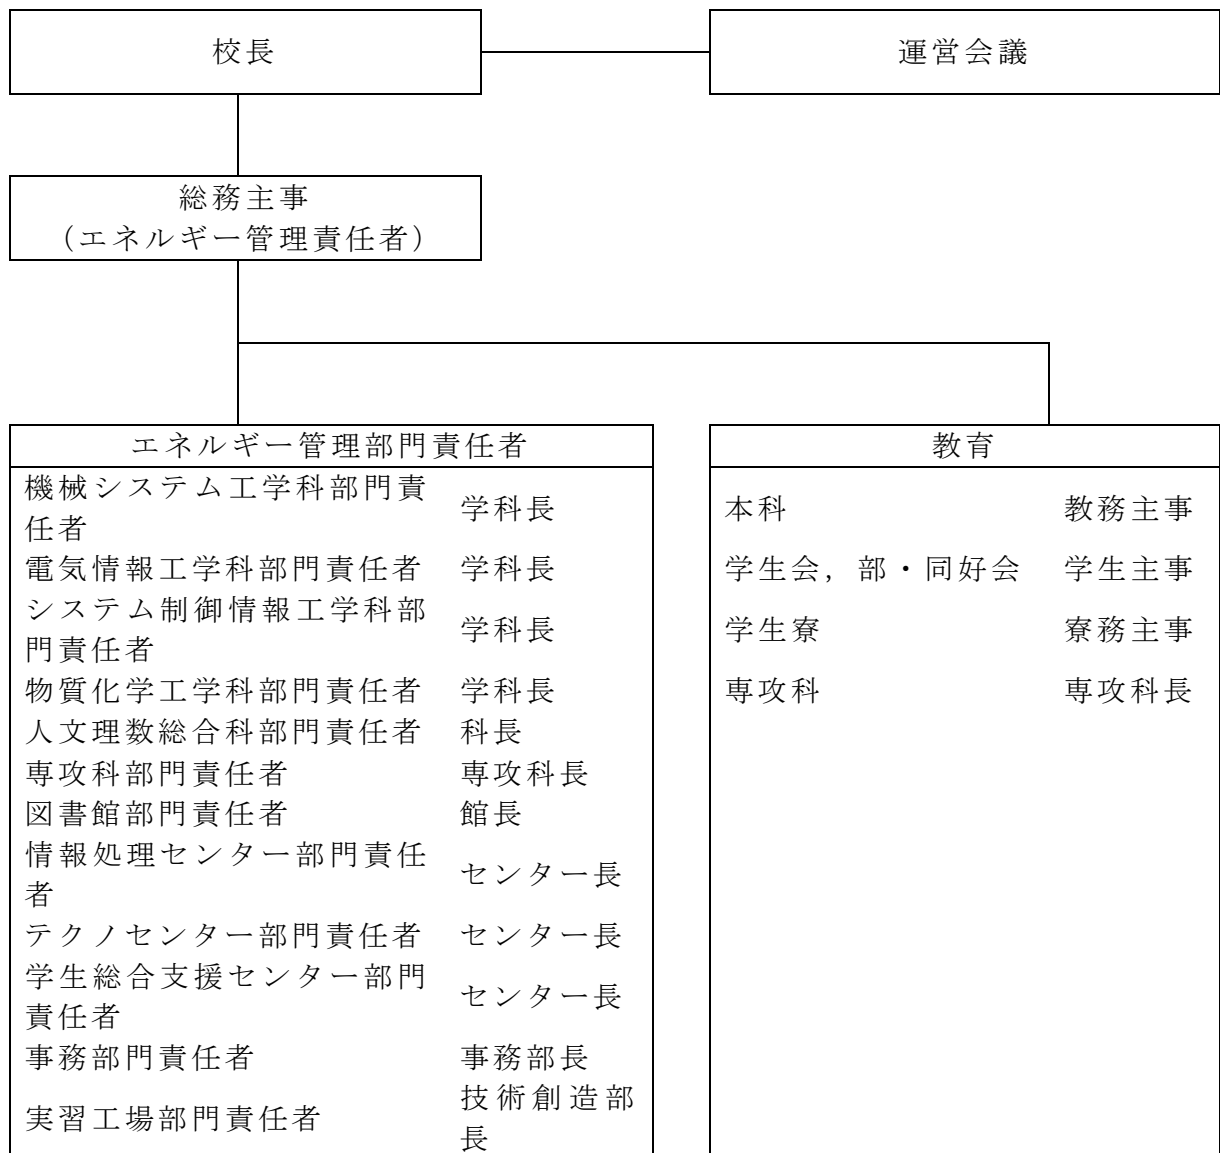 校長
運営会議
総務主事
（エネルギー管理責任者）
エネルギー管理部門責任者
機械システム工学科部門責
任者
学科長
電気情報工学科部門責任者 学科長
システム制御情報工学科部
門責任者
学科長
物質化学工学科部門責任者 学科長
人文理数総合科部門責任者 科長
専攻科部門責任者 専攻科長
図書館部門責任者 館長
情報処理センター部門責任
者
センター長
テクノセンター部門責任者 センター長
学生総合支援センター部門
責任者
センター長
事務部門責任者 事務部長
実習工場部門責任者
技術創造部
長
教育
本科 教務主事
学生会，部・同好会 学生主事
学生寮 寮務主事
専攻科 専攻科長